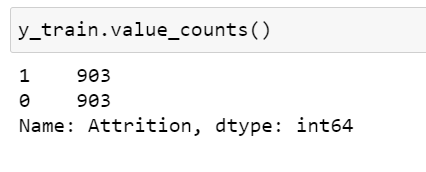 y_train.value_counts()
1    903
0    903
Name: Attrition, dtype: int64